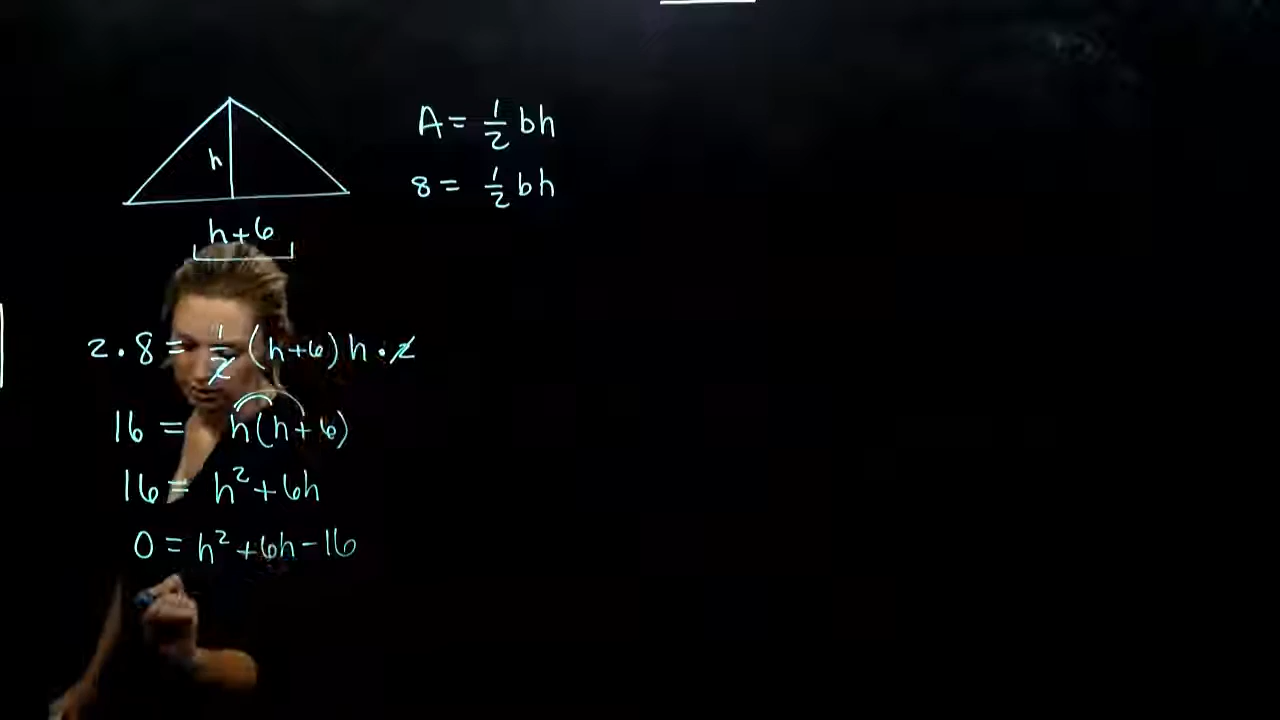 h
h+6
A = 1/2 bh
8 = 1/2 bh
2 · 8 = 1/2 (h+6) h · 2
16 = h(h+6)
16 = h² + 6h
0 = h² + 6h - 16